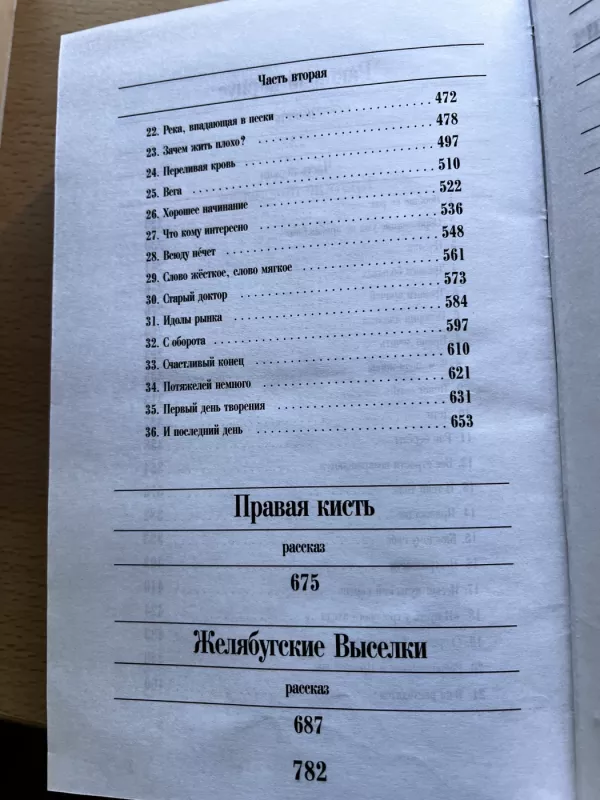 Часть вторая
22. Река, впадающая в пески ........ 472
23. Зачем жить плохо? ........ 478
24. Переливая кровь ........ 497
25. Вега ........ 510
26. Хорошее начинание ........ 522
27. Что кому интересно ........ 536
28. Всюду не́чет ........ 548
29. Слово жёсткое, слово мягкое ........ 561
30. Старый доктор ........ 573
31. Идолы рынка ........ 584
32. С оборота ........ 597
33. Счастливый конец ........ 610
34. Потяжелей немного ........ 621
35. Первый день творения ........ 631
36. И последний день ........ 653
Правая кисть
рассказ
675
Желябугские Выселки
рассказ
687
782